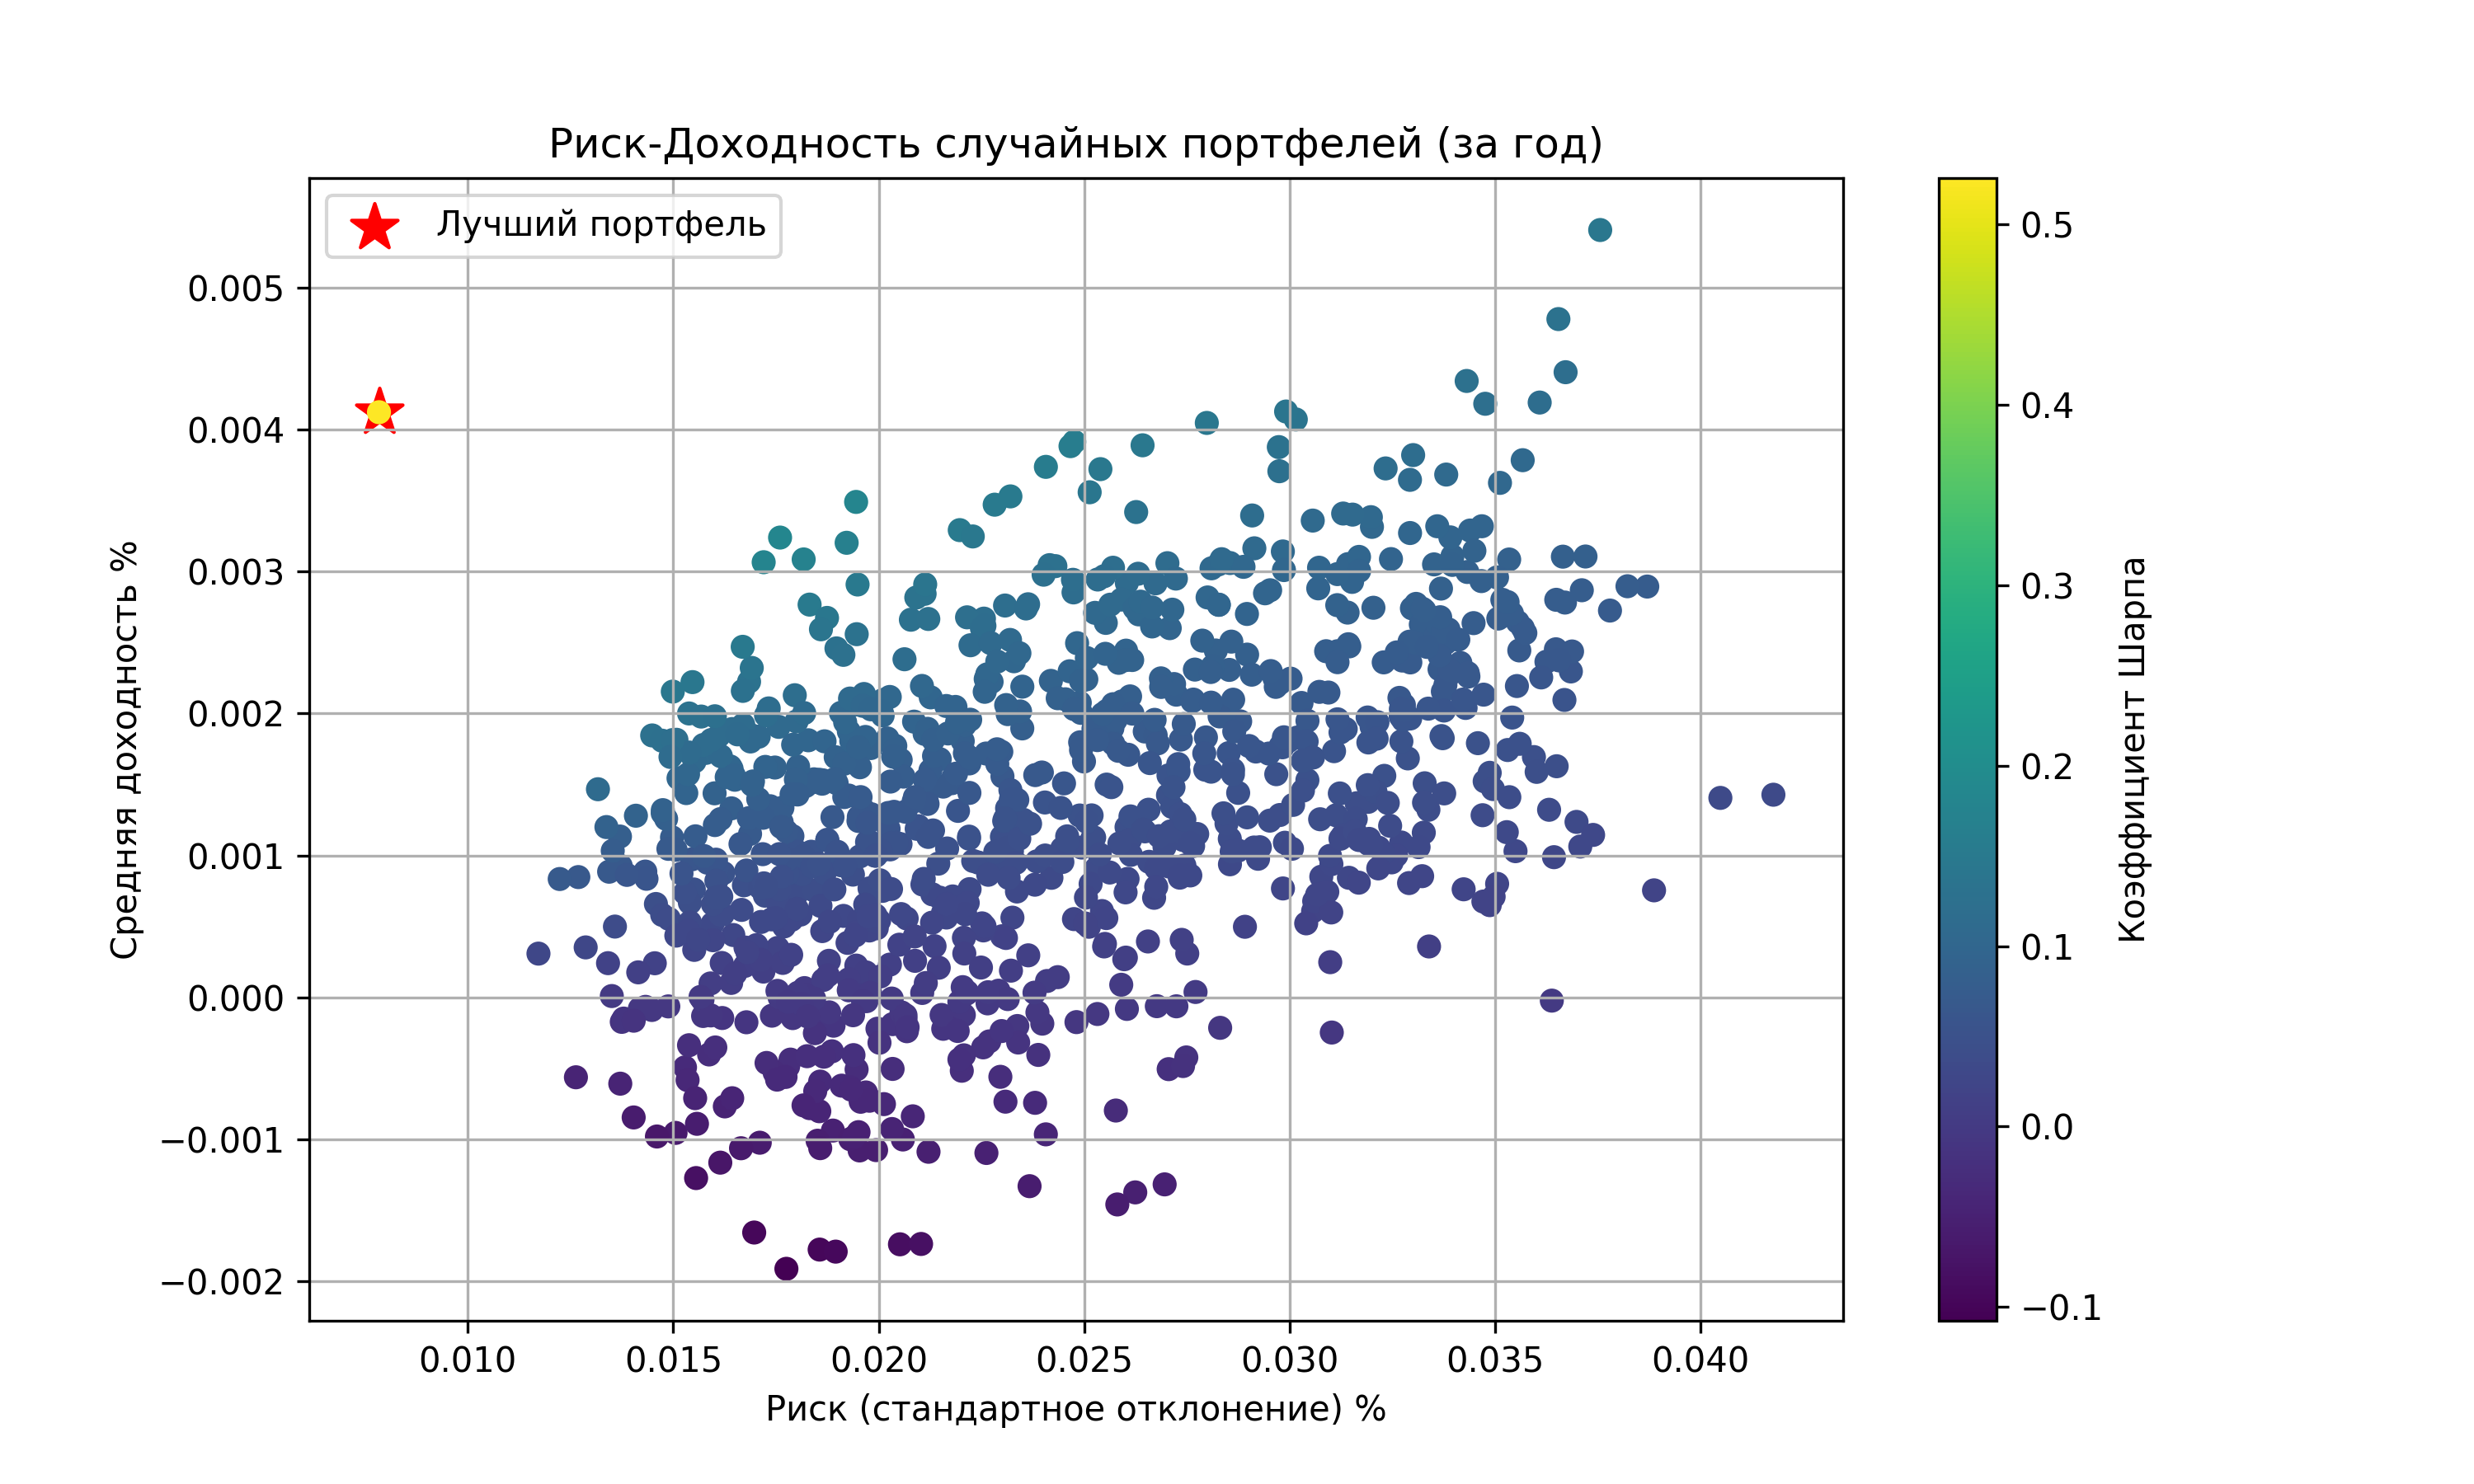 Риск-Доходность случайных портфелей (за год)
Лучший портфель
Средняя доходность %
0.005
0.004
0.003
0.002
0.001
0.000
−0.001
−0.002
0.010 0.015 0.020 0.025 0.030 0.035 0.040
Риск (стандартное отклонение) %
0.5
0.4
0.3
0.2
0.1
0.0
−0.1
Коэффициент Шарпа